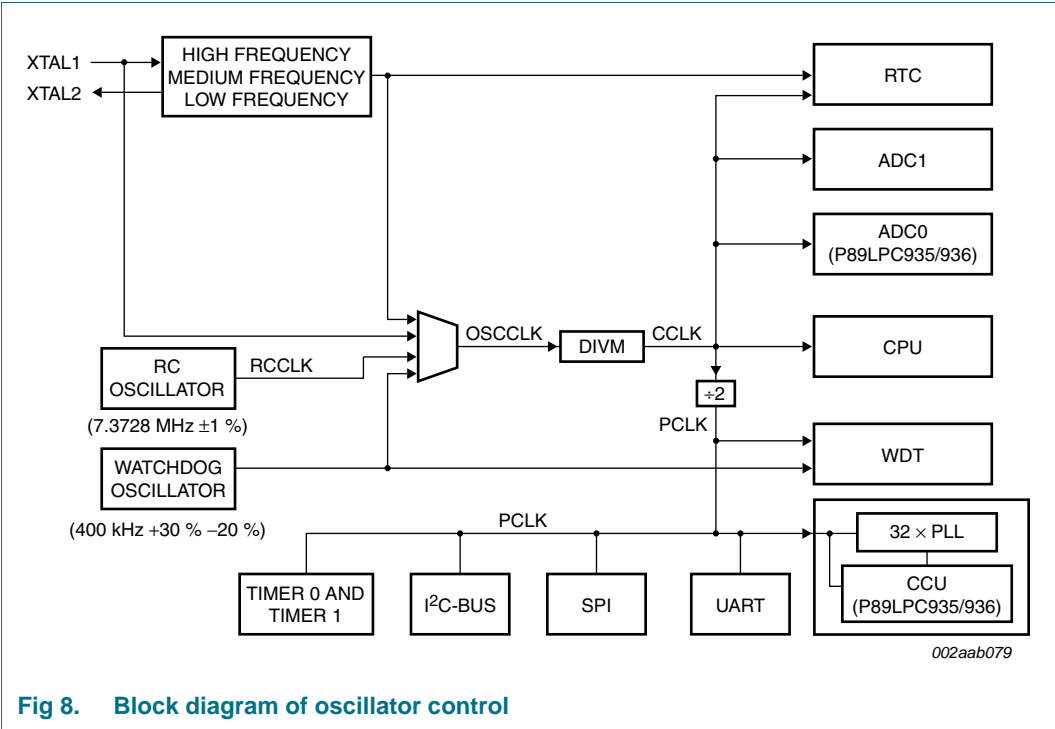 XTAL1
XTAL2
HIGH FREQUENCY
MEDIUM FREQUENCY
LOW FREQUENCY
RTC
ADC1
ADC0
(P89LPC935/936)
OSCCLK
DIVM
CCLK
CPU
RC
OSCILLATOR
RCCLK
(7.3728 MHz ±1 %)
÷2
PCLK
WDT
WATCHDOG
OSCILLATOR
(400 kHz +30 % −20 %)
PCLK
32 × PLL
CCU
(P89LPC935/936)
TIMER 0 AND
TIMER 1
I²C-BUS
SPI
UART
002aab079
Fig 8. Block diagram of oscillator control